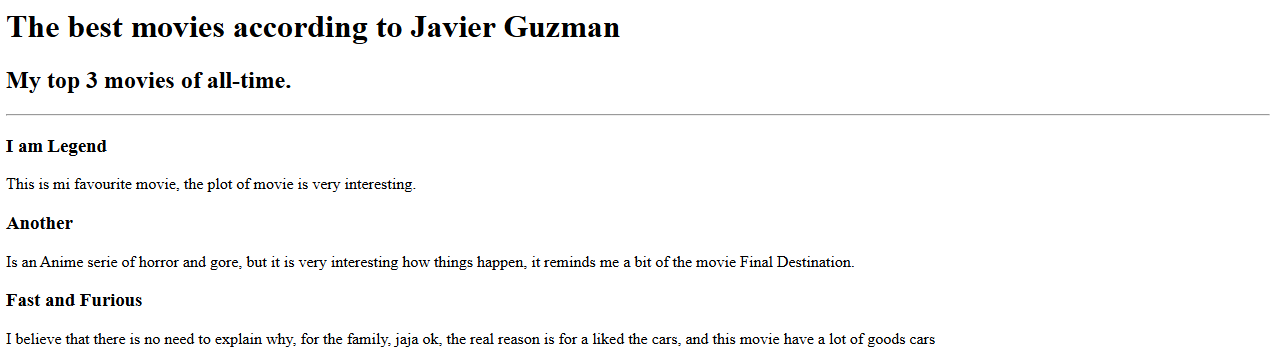 The best movies according to Javier Guzman
My top 3 movies of all-time.
I am Legend
This is mi favourite movie, the plot of movie is very interesting.
Another
Is an Anime serie of horror and gore, but it is very interesting how things happen, it reminds me a bit of the movie Final Destination.
Fast and Furious
I believe that there is no need to explain why, for the family, jaja ok, the real reason is for a liked the cars, and this movie have a lot of goods cars